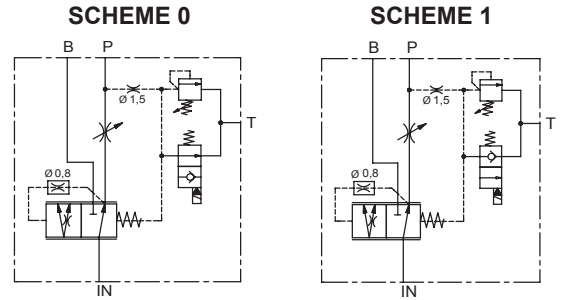 SCHEME 0
SCHEME 1
B P
Ø 1,5
T
Ø 0,8
IN
B P
Ø 1,5
T
Ø 0,8
IN